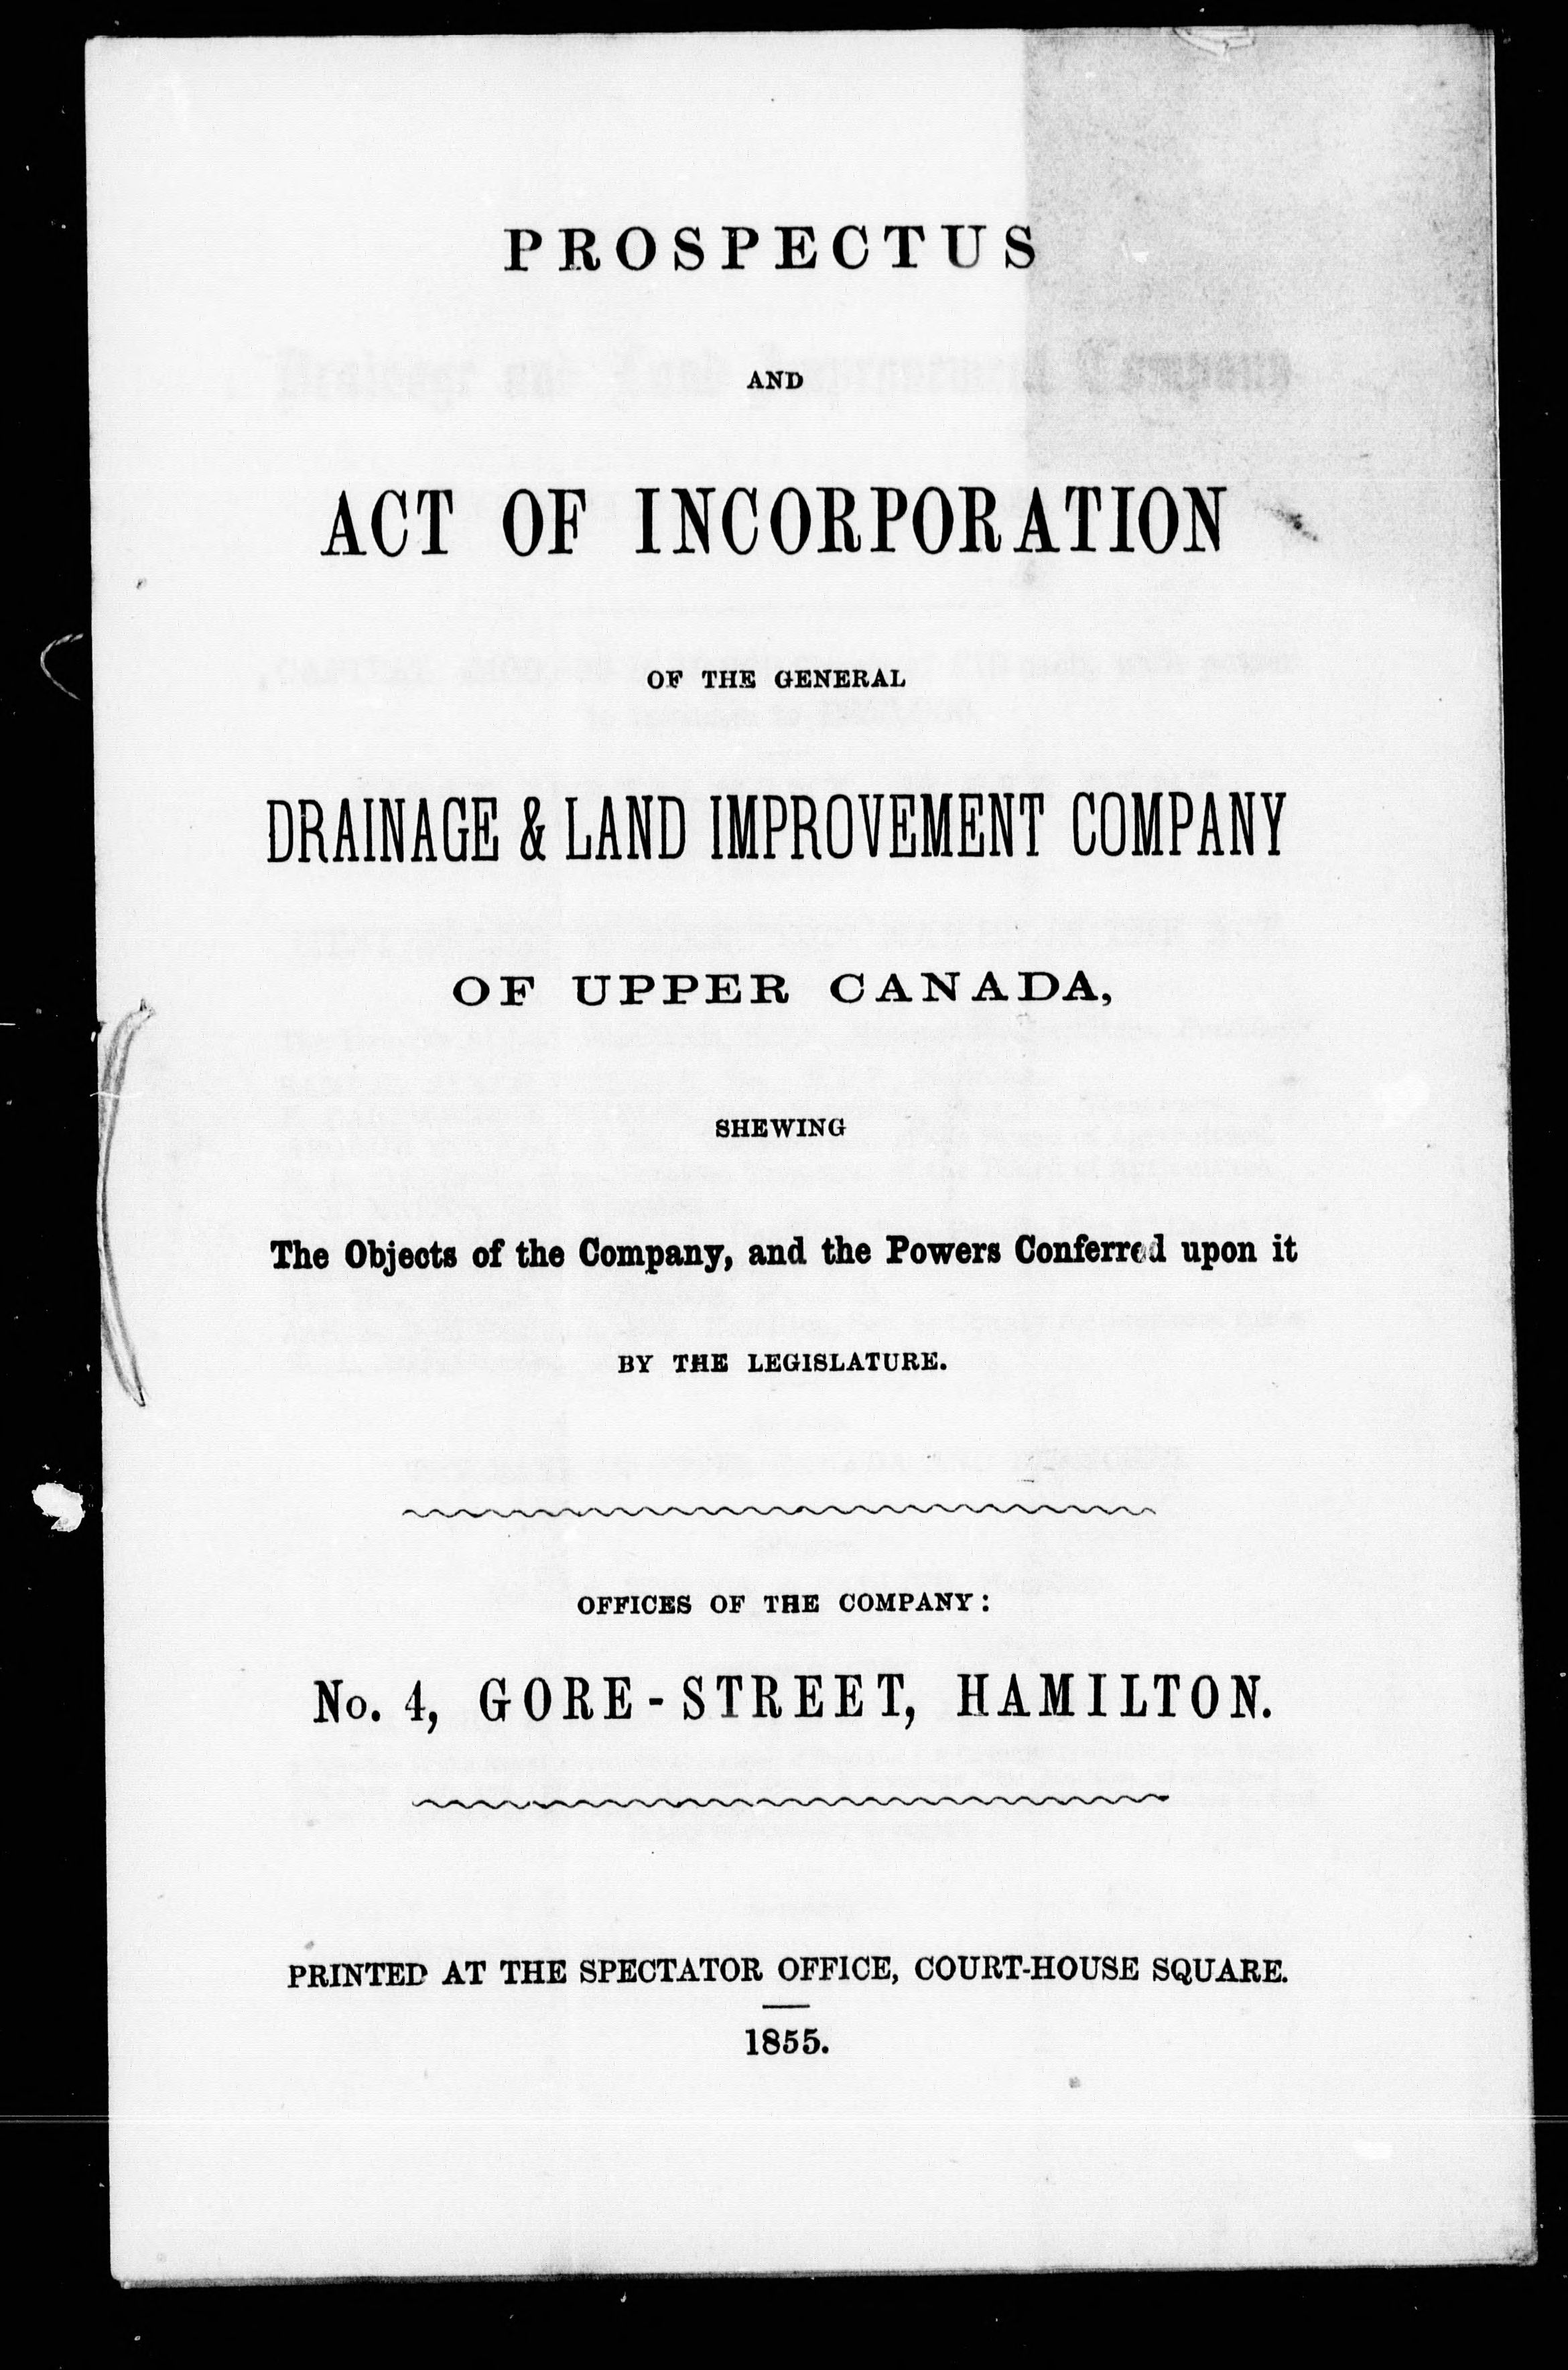 PROSPECTUS
AND
ACT OF INCORPORATION
OF THE GENERAL
DRAINAGE & LAND IMPROVEMENT COMPANY
OF UPPER CANADA,
SHEWING
The Objects of the Company, and the Powers Conferred upon it
BY THE LEGISLATURE.
OFFICES OF THE COMPANY:
No. 4, GORE-STREET, HAMILTON.
PRINTED AT THE SPECTATOR OFFICE, COURT-HOUSE SQUARE.
1855.